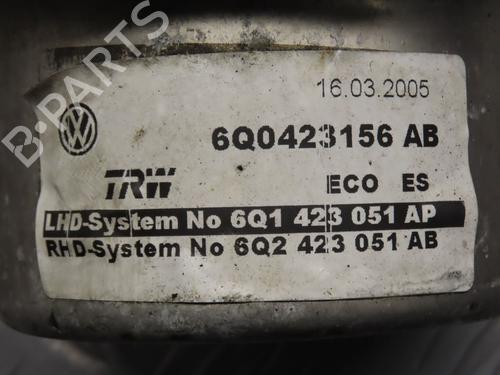 B-PARTS
16.03.2005
6Q0423156 AB
TRW ECO ES
LHD-System No 6Q1 423 051 AP
RHD-System No 6Q2 423 051 AB